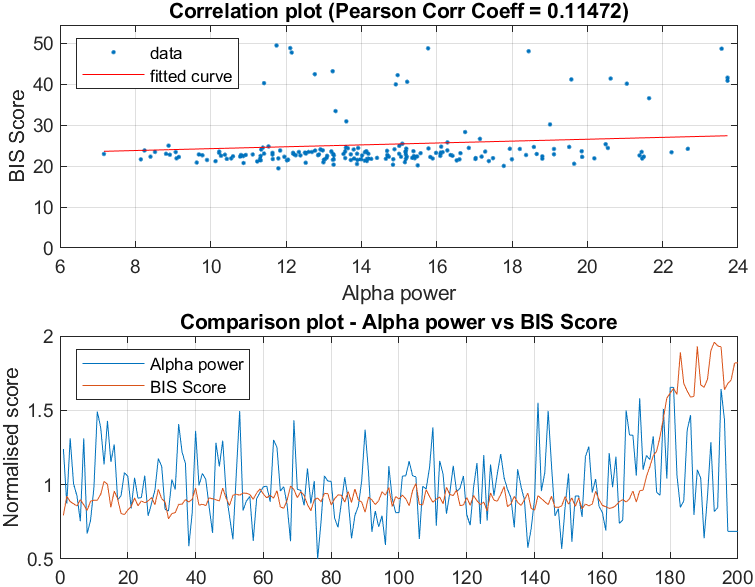 Correlation plot (Pearson Corr Coeff = 0.11472)
50
40
30
20
10
0
BIS Score
data
fitted curve
6 8 10 12 14 16 18 20 22 24
Alpha power
Comparison plot - Alpha power vs BIS Score
2
1.5
1
0.5
Normalised score
Alpha power
BIS Score
0 20 40 60 80 100 120 140 160 180 200